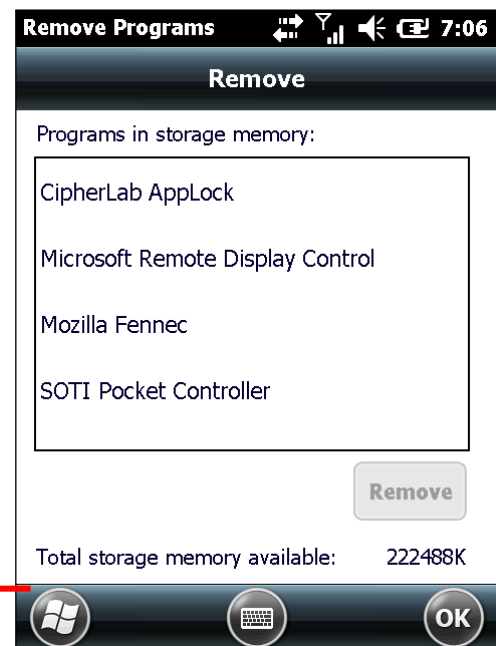 Remove Programs 7:06
Remove
Programs in storage memory:
CipherLab AppLock
Microsoft Remote Display Control
Mozilla Fennec
SOTI Pocket Controller
Remove
Total storage memory available: 222488K
OK